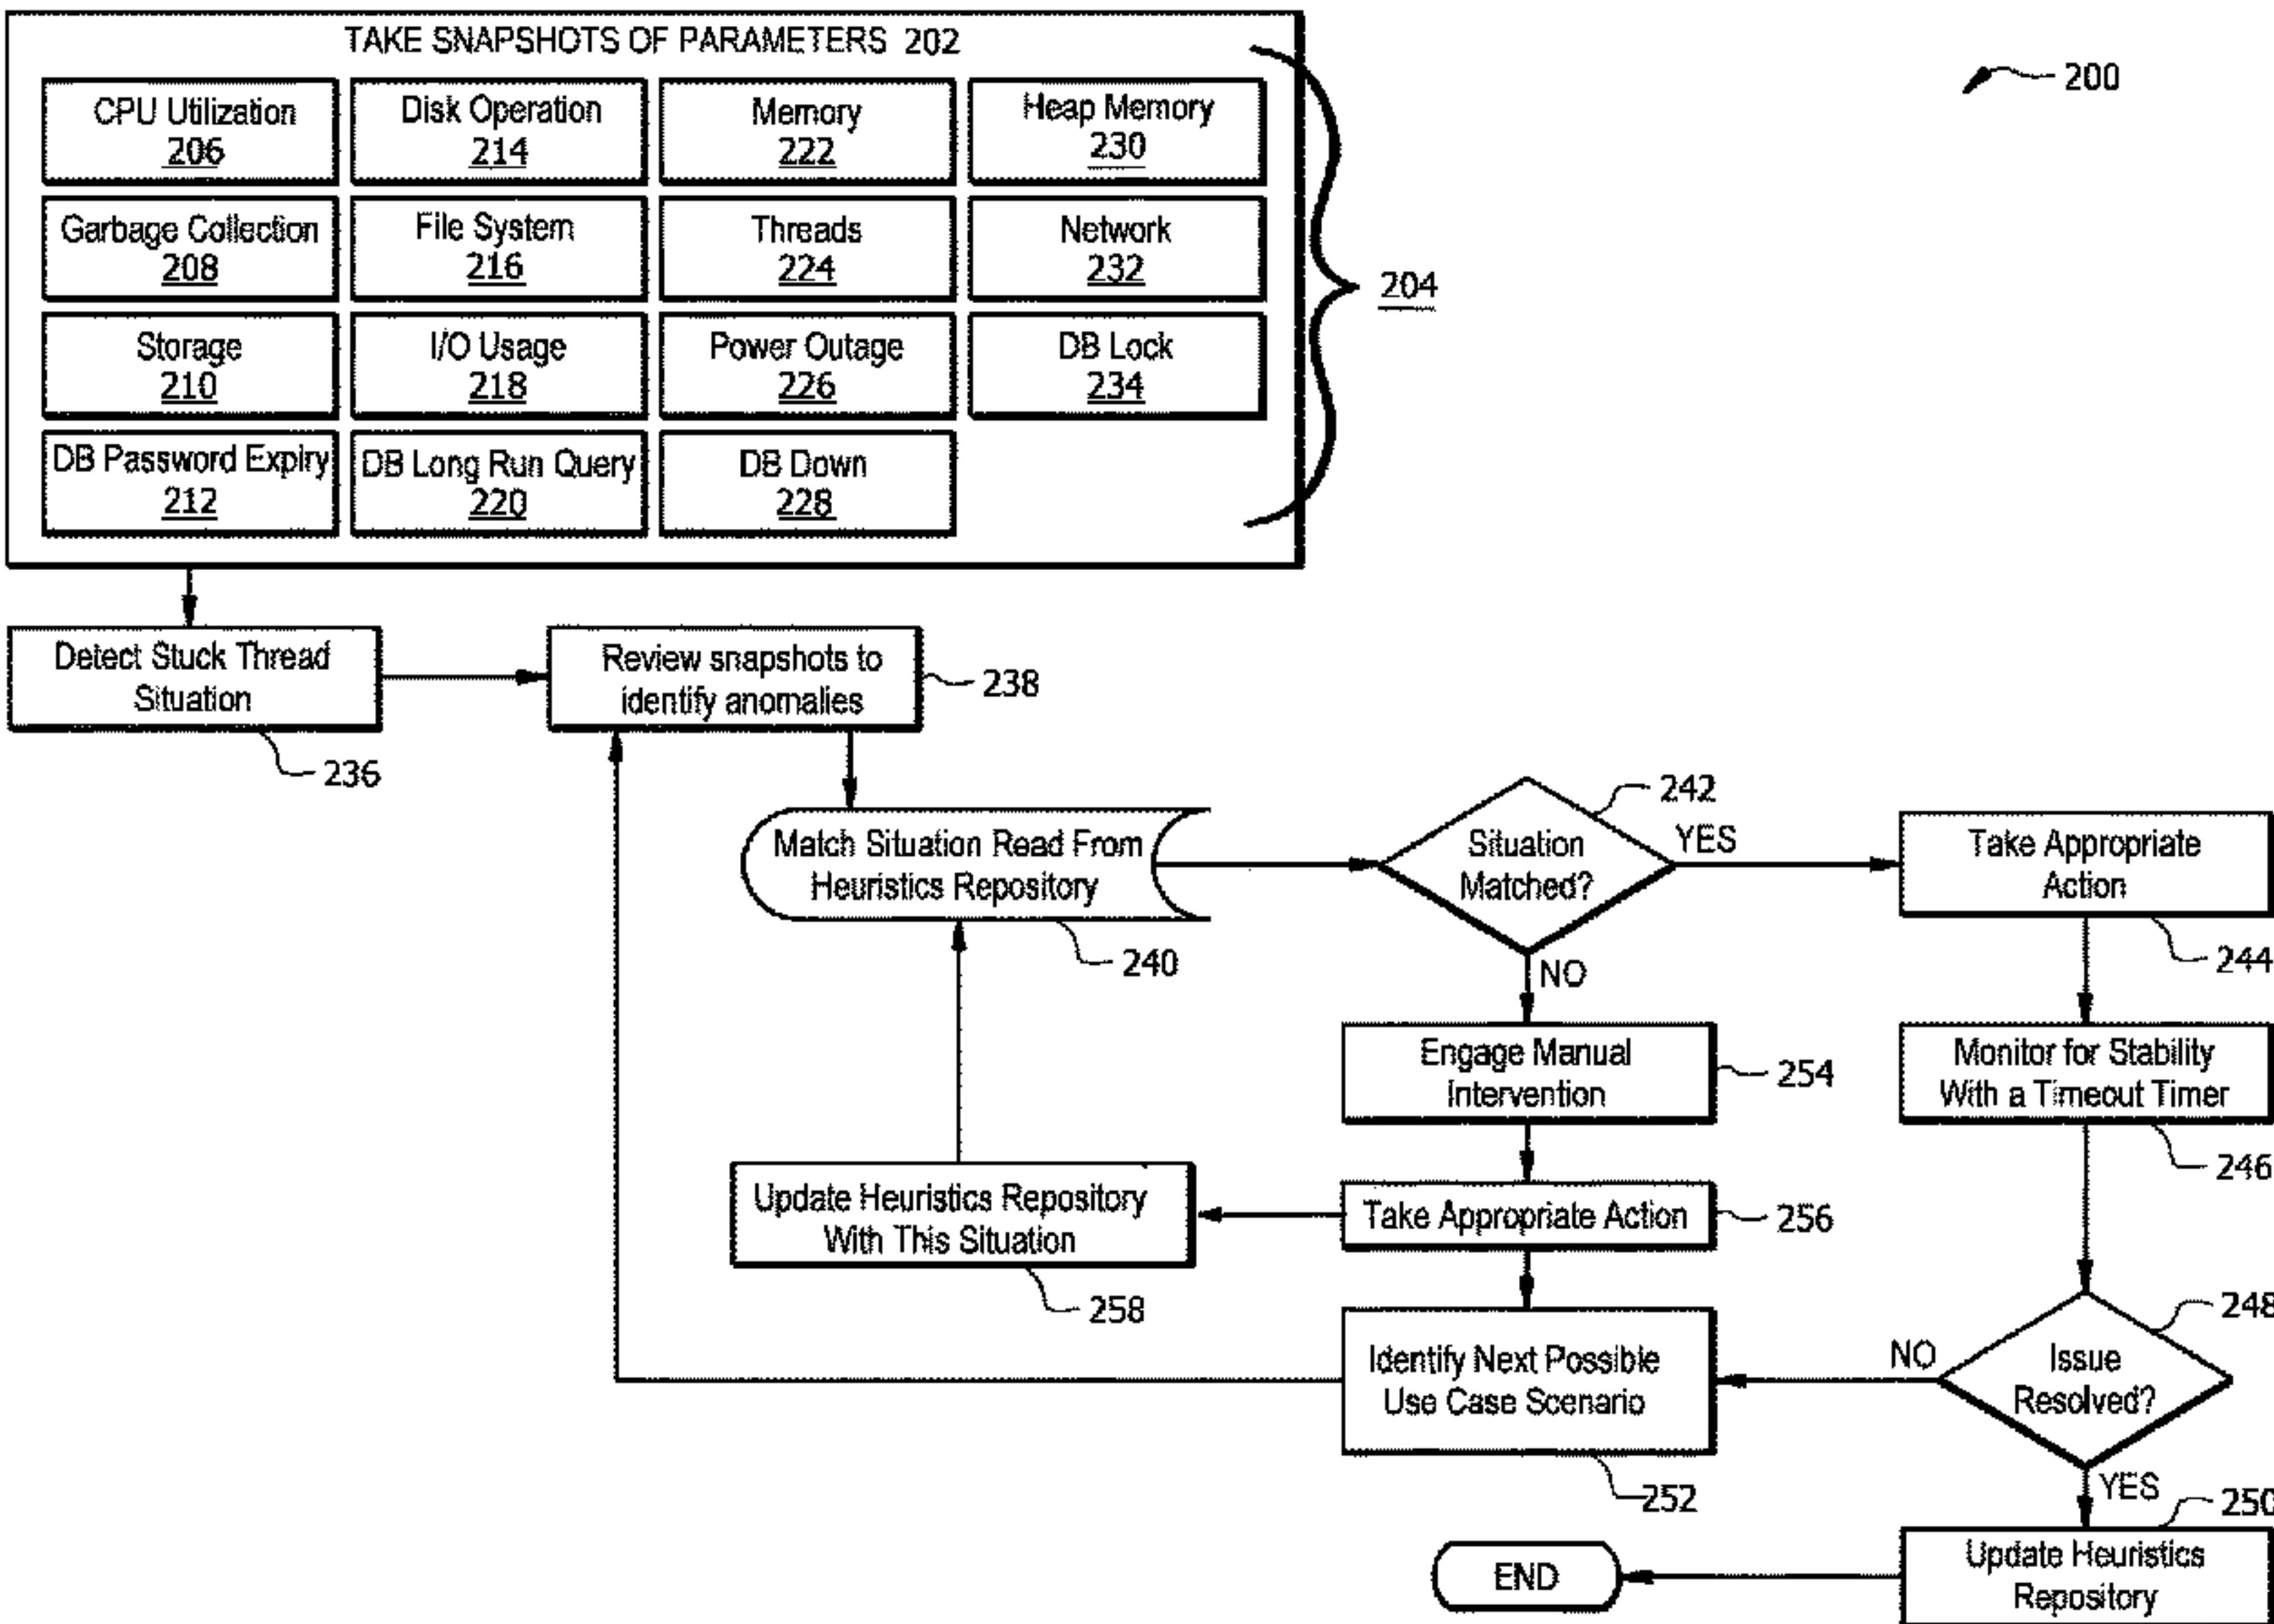 TAKE SNAPSHOTS OF PARAMETERS 202
200
CPU Utilization
206
Disk Operation
214
Memory
222
Heap Memory
230
Garbage Collection
208
File System
216
Threads
224
Network
232
204
Storage
210
I/O Usage
218
Power Outage
226
DB Lock
234
DB Password Expiry
212
DB Long Run Query
220
DB Down
228
Detect Stuck Thread
Situation
236
Review snapshots to
identify anomalies
238
Match Situation Read From
Heuristics Repository
240
Situation
Matched?
242
YES
NO
Take Appropriate
Action
244
Engage Manual
Intervention
254
Monitor for Stability
With a Timeout Timer
246
Update Heuristics Repository
With This Situation
258
Take Appropriate Action
256
Identify Next Possible
Use Case Scenario
252
NO
Issue
Resolved?
248
YES
250
Update Heuristics
Repository
END